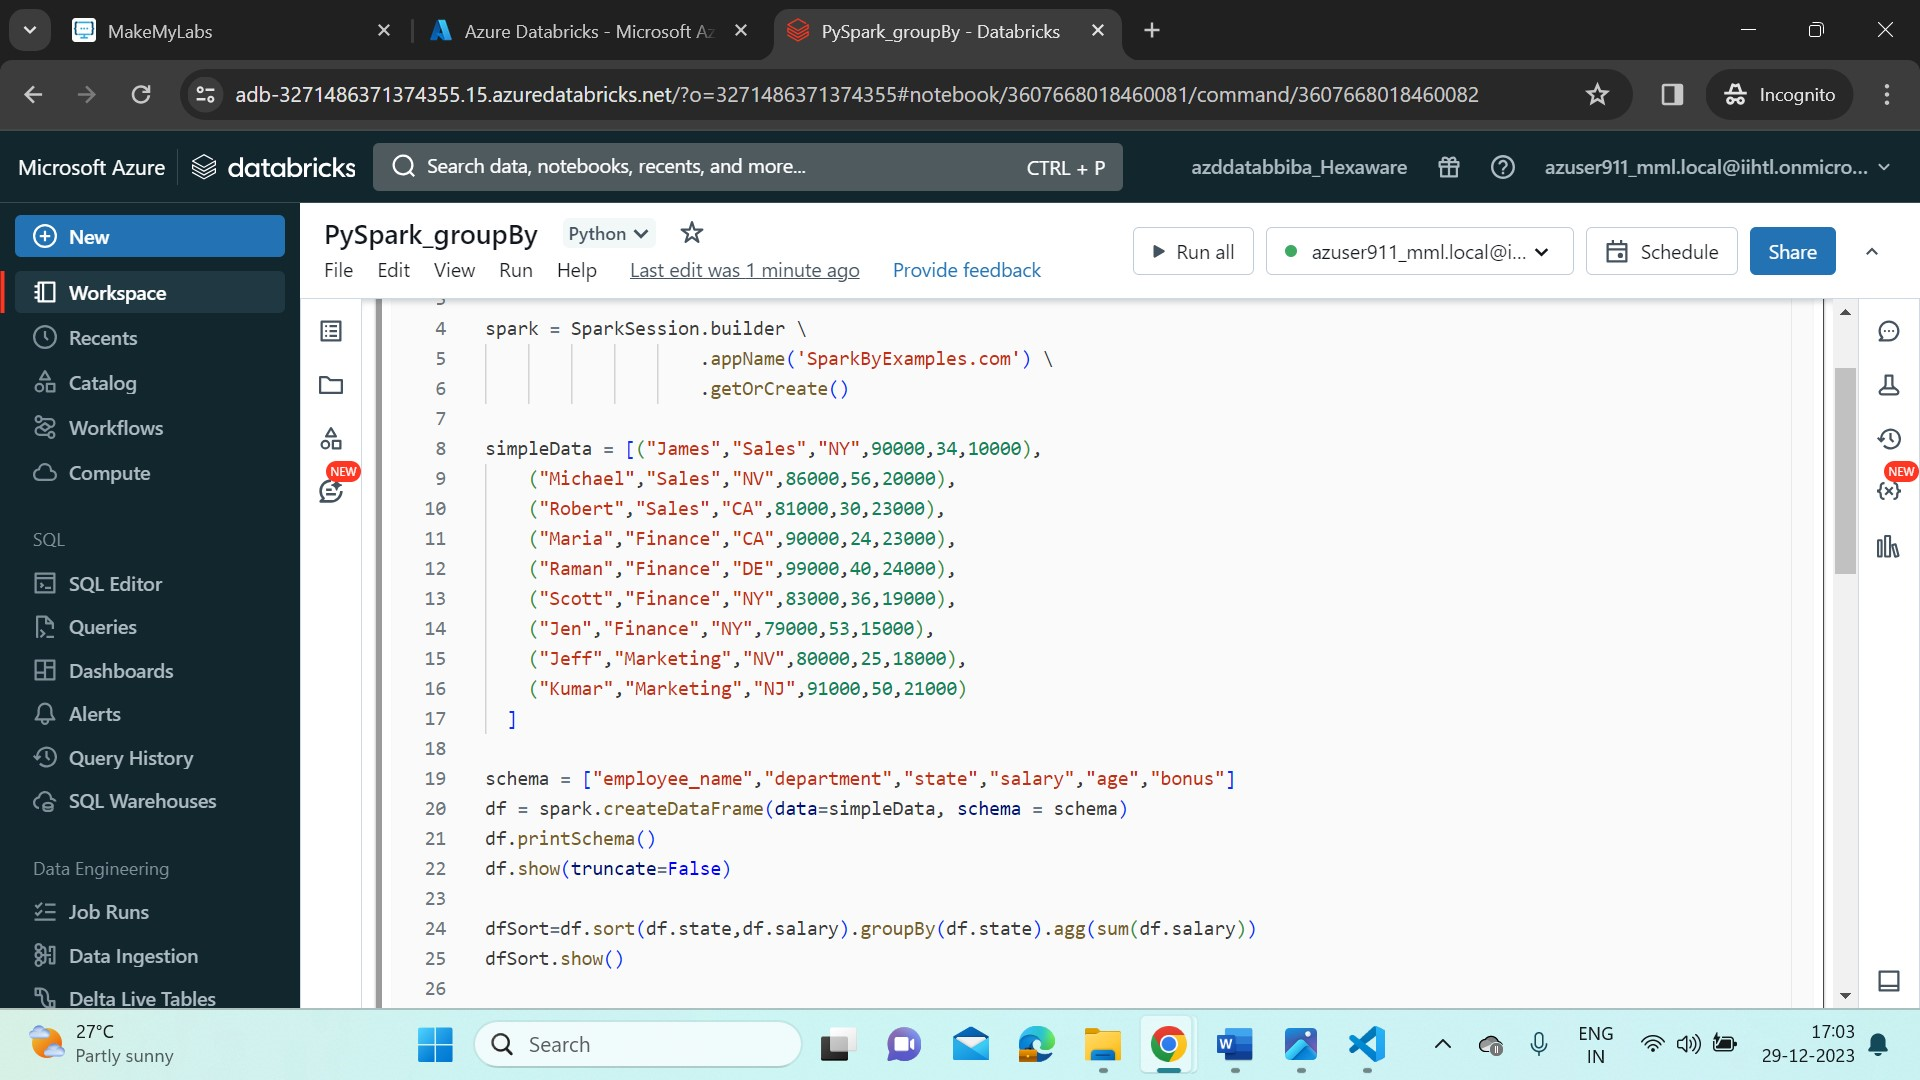 MakeMyLabs
Azure Databricks - Microsoft Az
PySpark_groupBy - Databricks
adb-3271486371374355.15.azuredatabricks.net/?o=3271486371374355#notebook/3607668018460081/command/3607668018460082
Incognito
Microsoft Azure
databricks
Search data, notebooks, recents, and more...
CTRL + P
azddatabbiba_Hexaware
azuser911_mml.local@iihtl.onmicro...
New
Workspace
Recents
Catalog
Workflows
Compute
SQL
SQL Editor
Queries
Dashboards
Alerts
Query History
SQL Warehouses
Data Engineering
Job Runs
Data Ingestion
Delta Live Tables
PySpark_groupBy
Python
File Edit View Run Help Last edit was 1 minute ago Provide feedback
Run all
azuser911_mml.local@i...
Schedule
Share
NEW
NEW
4 spark = SparkSession.builder \
5 .appName('SparkByExamples.com') \
6 .getOrCreate()
7
8 simpleData = [("James","Sales","NY",90000,34,10000),
9 ("Michael","Sales","NV",86000,56,20000),
10 ("Robert","Sales","CA",81000,30,23000),
11 ("Maria","Finance","CA",90000,24,23000),
12 ("Raman","Finance","DE",99000,40,24000),
13 ("Scott","Finance","NY",83000,36,19000),
14 ("Jen","Finance","NY",79000,53,15000),
15 ("Jeff","Marketing","NV",80000,25,18000),
16 ("Kumar","Marketing","NJ",91000,50,21000)
17 ]
18
19 schema = ["employee_name","department","state","salary","age","bonus"]
20 df = spark.createDataFrame(data=simpleData, schema = schema)
21 df.printSchema()
22 df.show(truncate=False)
23
24 dfSort=df.sort(df.state,df.salary).groupBy(df.state).agg(sum(df.salary))
25 dfSort.show()
26
27°C
Partly sunny
Search
ENG
IN
17:03
29-12-2023